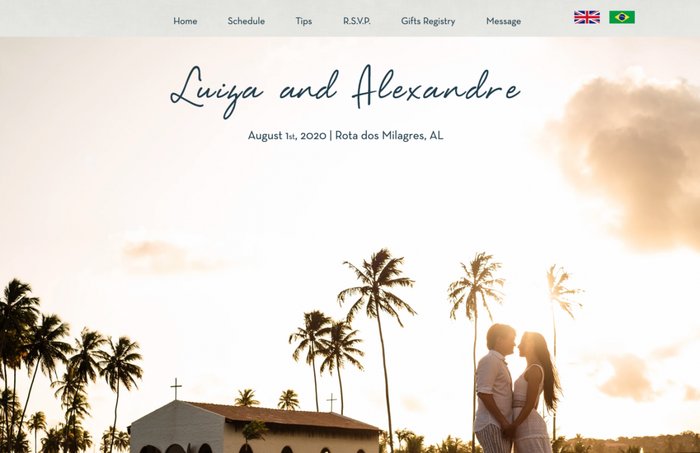 Home Schedule Tips R.S.V.P. Gifts Registry Message
Luiza and Alexandre
August 1st, 2020 | Rota dos Milagres, AL